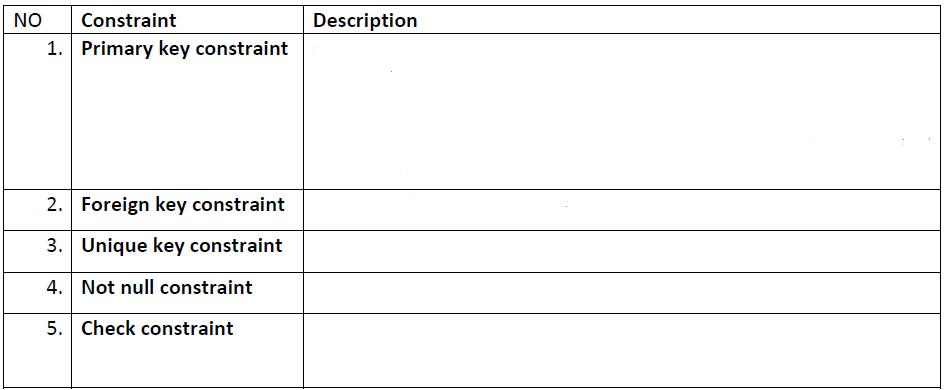 NO Constraint Description
1. Primary key constraint
2. Foreign key constraint
3. Unique key constraint
4. Not null constraint
5. Check constraint